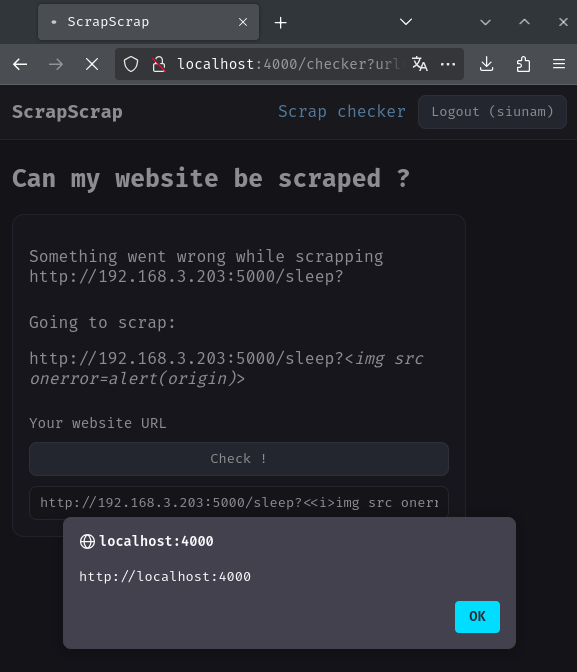 ScrapScrap
localhost:4000/checker?url
ScrapScrap Scrap checker Logout (siunam)
Can my website be scraped ?
Something went wrong while scrapping
http://192.168.3.203:5000/sleep?
Going to scrap:
http://192.168.3.203:5000/sleep?<img src
onerror=alert(origin)>
Your website URL
Check !
http://192.168.3.203:5000/sleep?<<i>img src onerr
localhost:4000
http://localhost:4000
OK